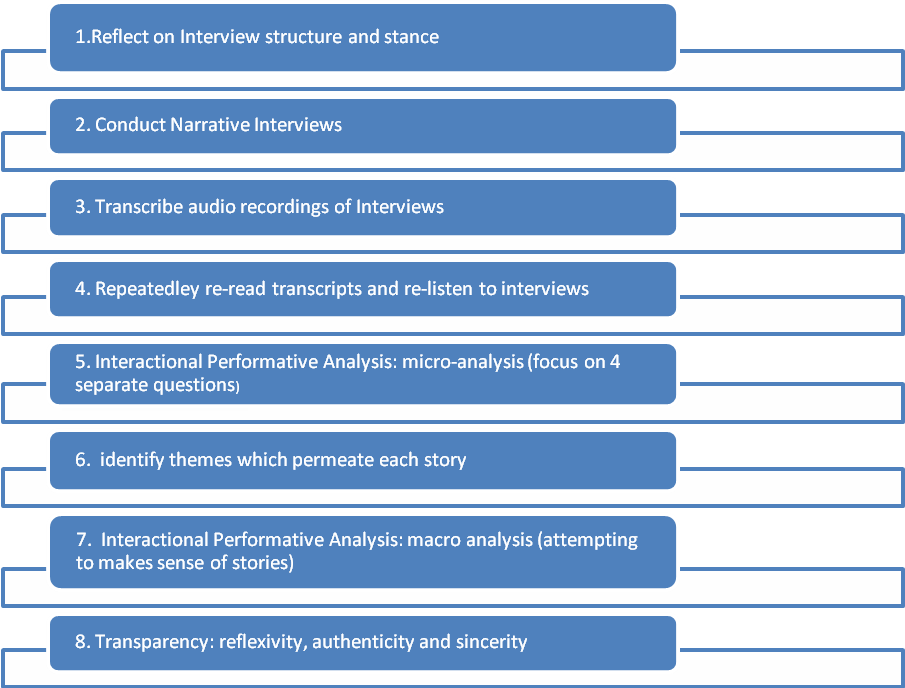 1.Reflect on Interview structure and stance
2. Conduct Narrative Interviews
3. Transcribe audio recordings of Interviews
4. Repeatedley re-read transcripts and re-listen to interviews
5. Interactional Performative Analysis: micro-analysis (focus on 4
separate questions)
6.  identify themes which permeate each story
7.  Interactional Performative Analysis: macro analysis (attempting
to makes sense of stories)
8. Transparency: reflexivity, authenticity and sincerity